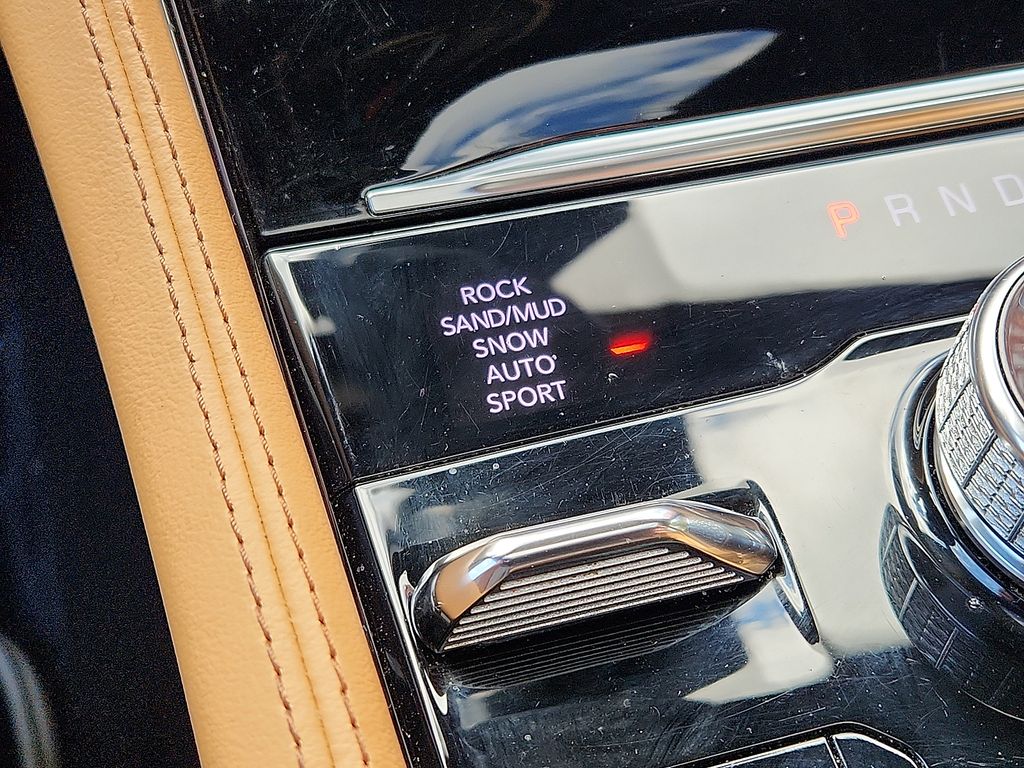 P R N D
ROCK
SAND/MUD
SNOW
AUTO
SPORT